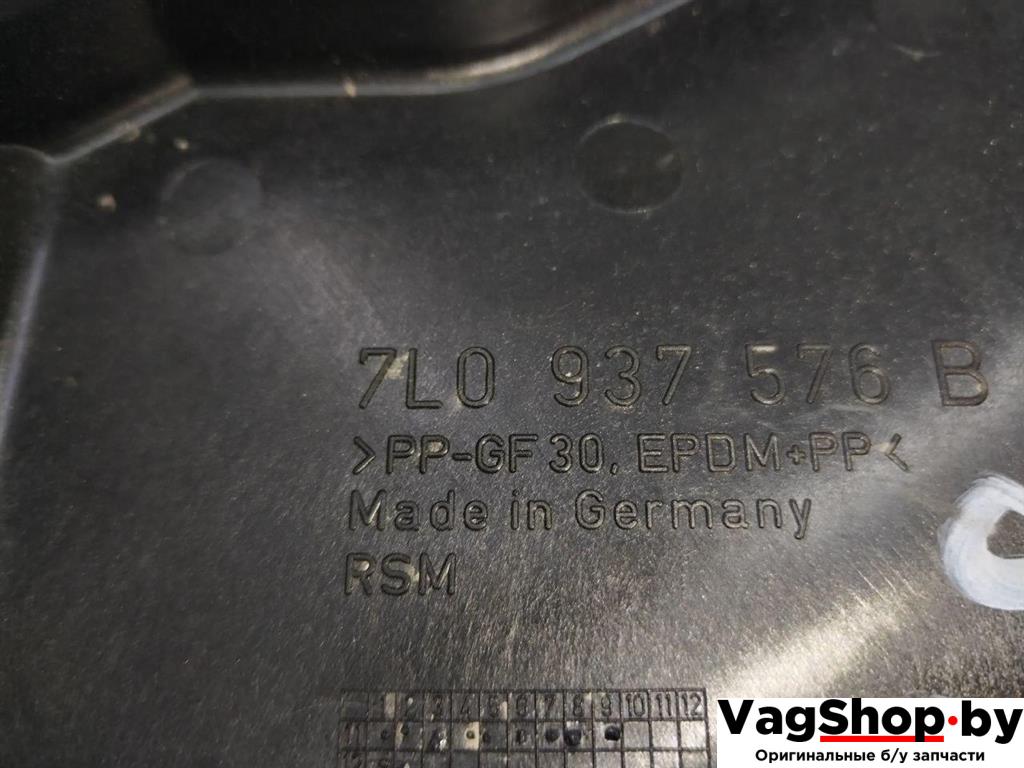 7L0 937 576 B
>PP-GF30, EPDM+PP<
Made in Germany
RSM
1 2 3 4 5 6 7 8 9 10 11 12
11
VagShop.by
Оригинальные б/у запчасти